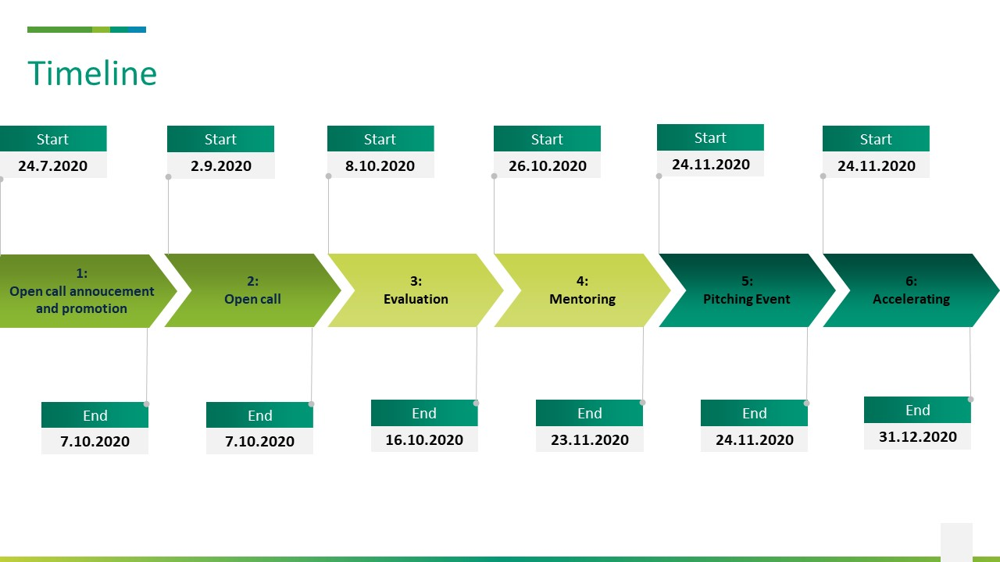 Timeline
Start
24.7.2020
Start
2.9.2020
Start
8.10.2020
Start
26.10.2020
Start
24.11.2020
Start
24.11.2020
1:
Open call annoucement
and promotion
2:
Open call
3:
Evaluation
4:
Mentoring
5:
Pitching Event
6:
Accelerating
End
7.10.2020
End
7.10.2020
End
16.10.2020
End
23.11.2020
End
24.11.2020
End
31.12.2020